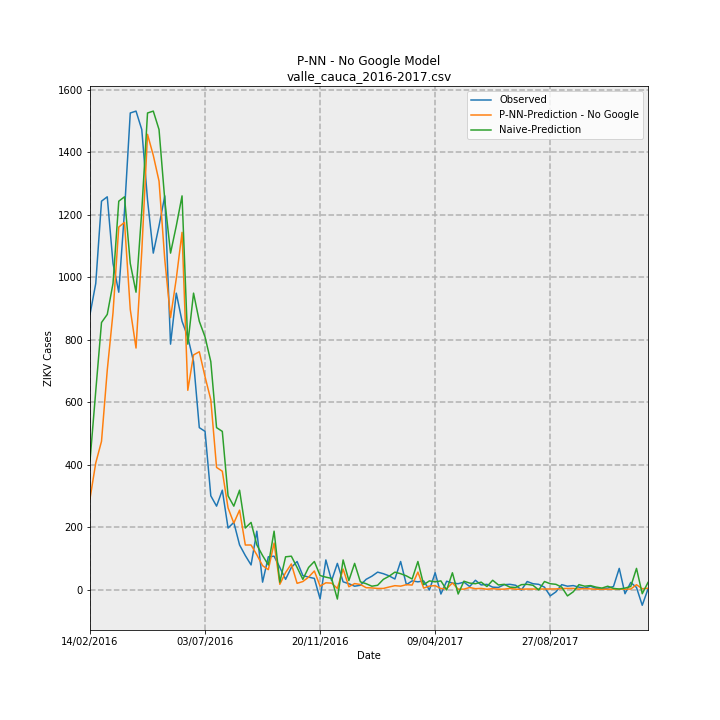 P-NN - No Google Model
valle_cauca_2016-2017.csv
Observed
P-NN-Prediction - No Google
Naive-Prediction
1600
1400
1200
1000
800
600
400
200
0
ZIKV Cases
14/02/2016
03/07/2016
20/11/2016
09/04/2017
27/08/2017
Date